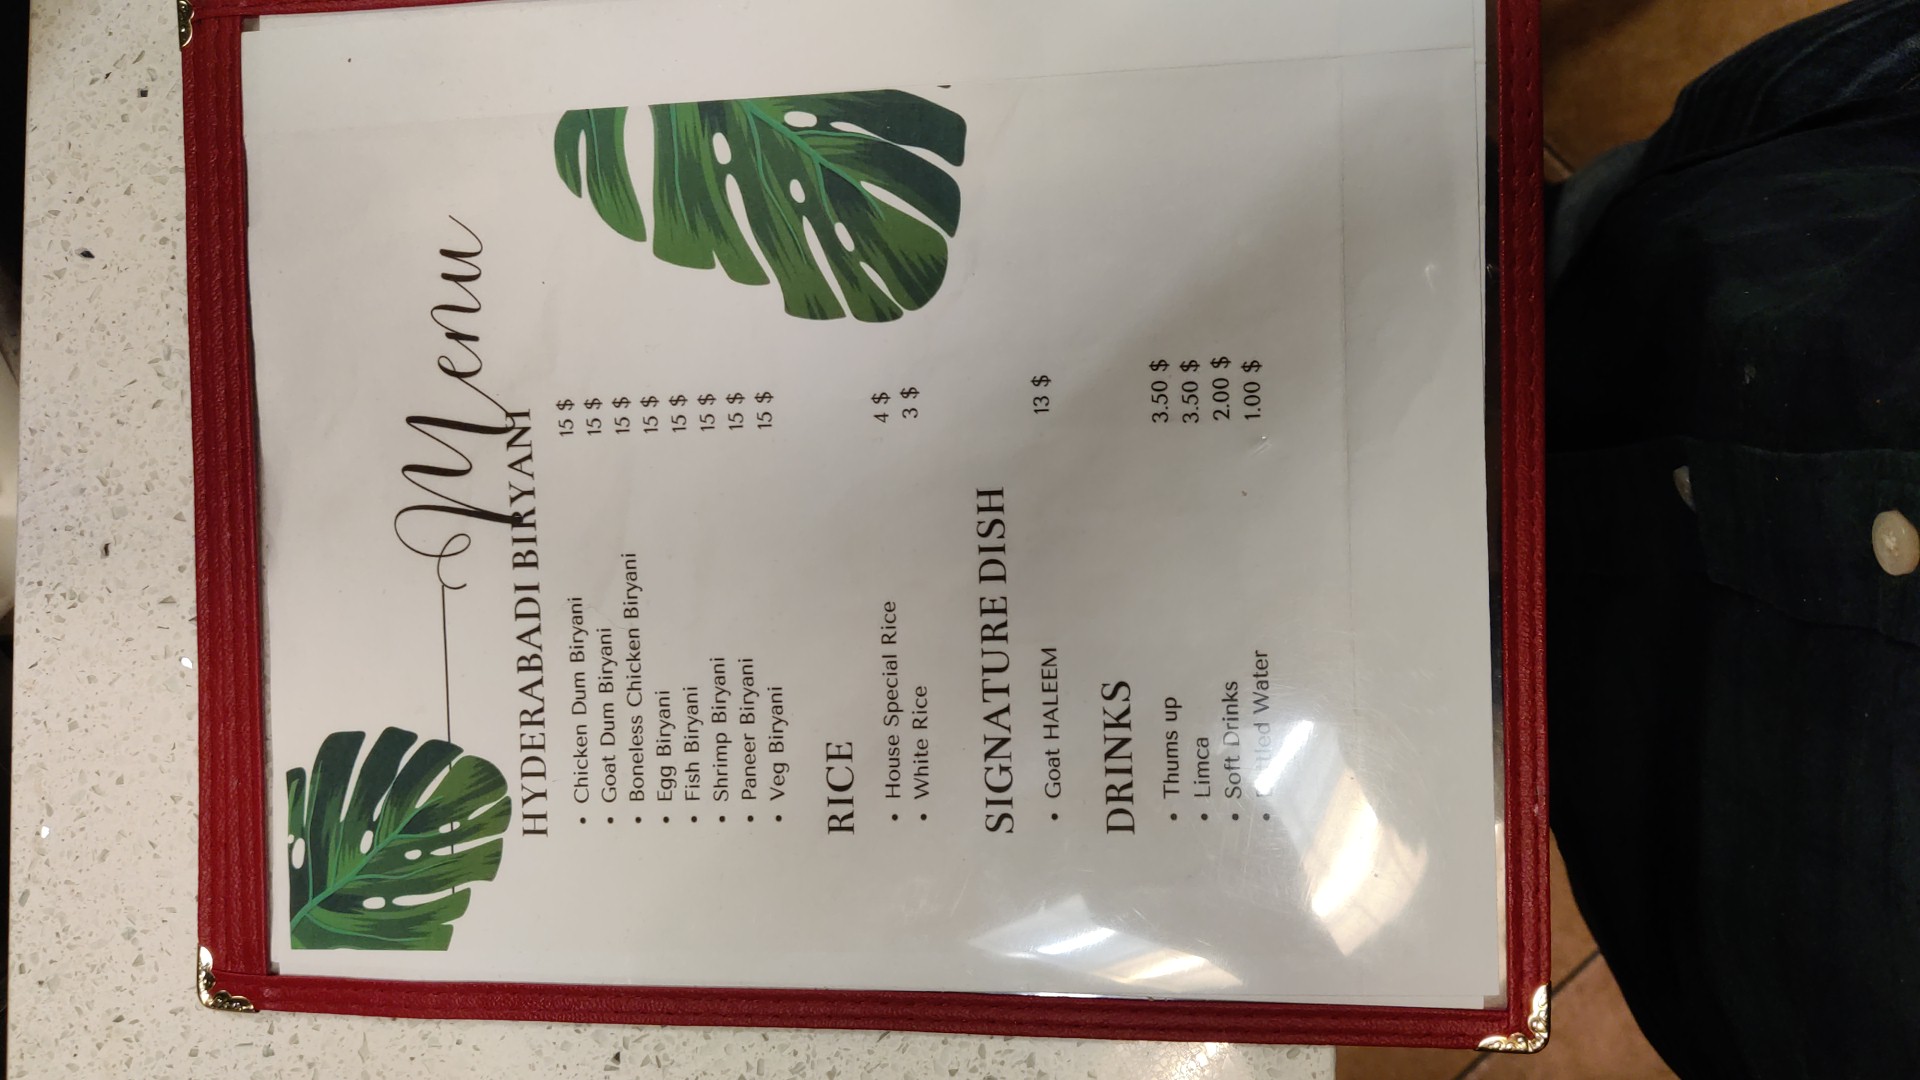 Menu
HYDERABADI BIRYANI
• Chicken Dum Biryani 15 $
• Goat Dum Biryani 15 $
• Boneless Chicken Biryani 15 $
• Egg Biryani 15 $
• Fish Biryani 15 $
• Shrimp Biryani 15 $
• Paneer Biryani 15 $
• Veg Biryani 15 $
RICE
• House Special Rice 4 $
• White Rice 3 $
SIGNATURE DISH
• Goat HALEEM 13 $
DRINKS
• Thums up 3.50 $
• Limca 3.50 $
• Soft Drinks 2.00 $
• Water 1.00 $